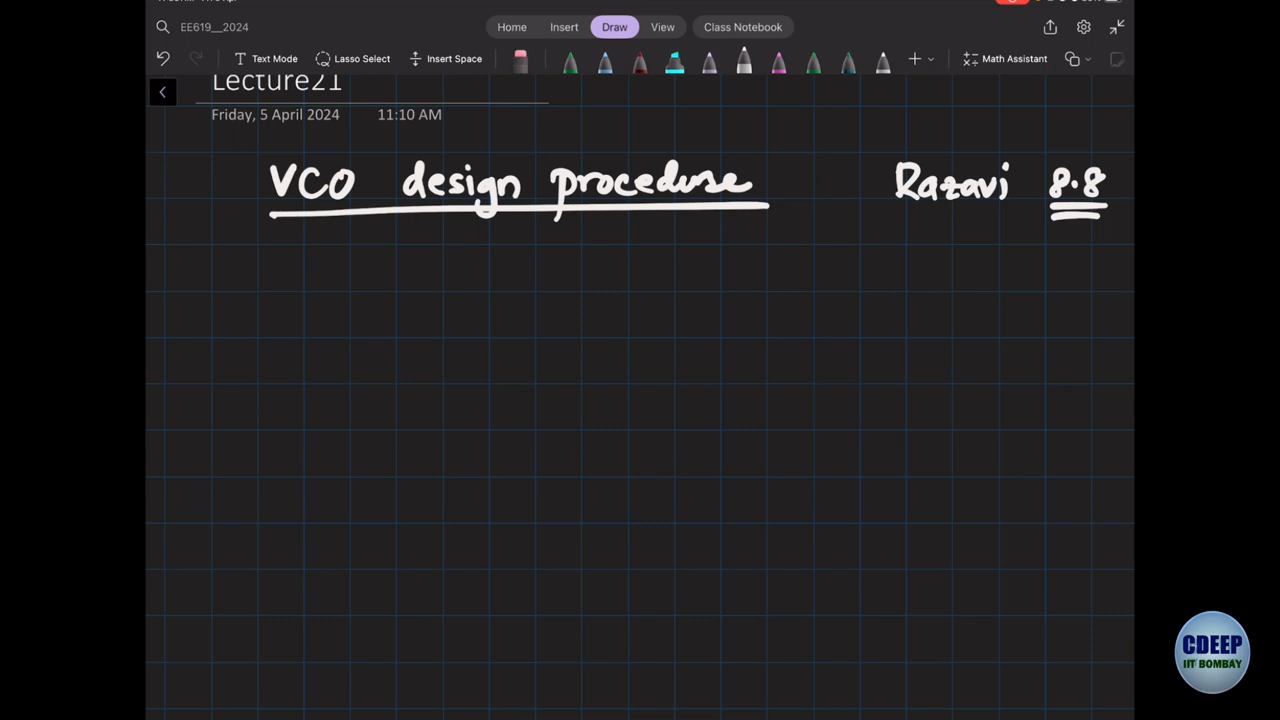 EE619__2024
Home Insert Draw View Class Notebook
Text Mode Lasso Select Insert Space Math Assistant
Lecture21
Friday, 5 April 2024 11:10 AM
VCO design procedure Razavi 8.8
CDEEP
IIT BOMBAY